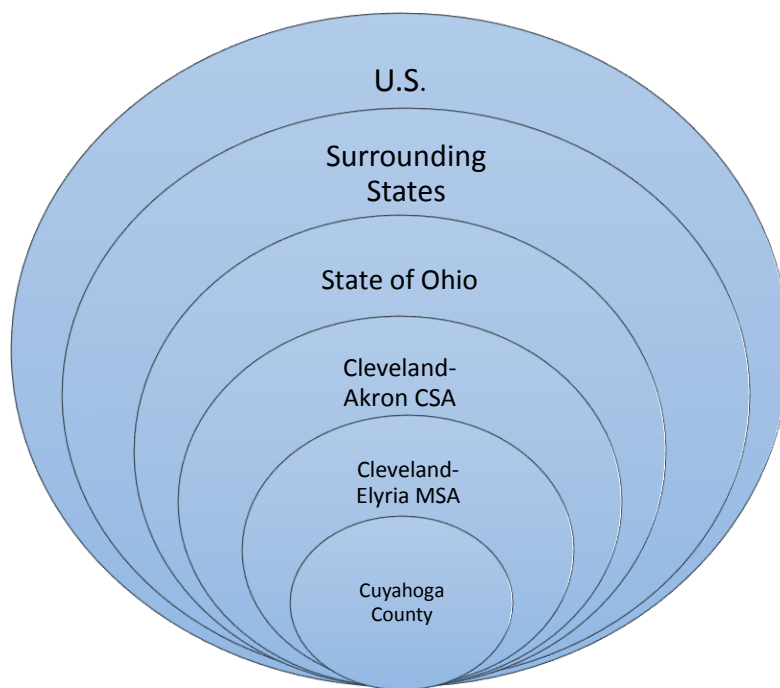 U.S.
Surrounding
States
State of Ohio
Cleveland-
Akron CSA
Cleveland-
Elyria MSA
Cuyahoga
County